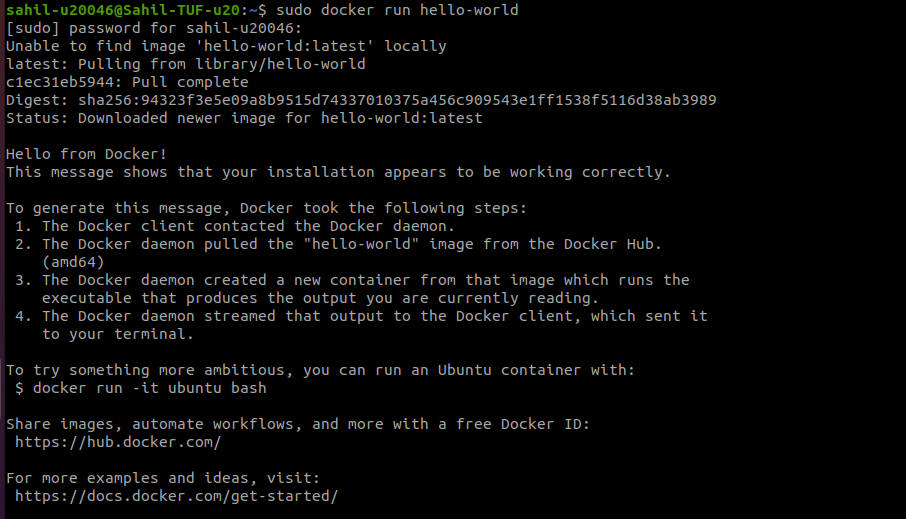 sahil-u20046@Sahil-TUF-u20:~$ sudo docker run hello-world
[sudo] password for sahil-u20046:
Unable to find image 'hello-world:latest' locally
latest: Pulling from library/hello-world
c1ec31eb5944: Pull complete
Digest: sha256:94323f3e5e09a8b9515d74337010375a456c909543e1ff1538f5116d38ab3989
Status: Downloaded newer image for hello-world:latest

Hello from Docker!
This message shows that your installation appears to be working correctly.

To generate this message, Docker took the following steps:
 1. The Docker client contacted the Docker daemon.
 2. The Docker daemon pulled the "hello-world" image from the Docker Hub.
    (amd64)
 3. The Docker daemon created a new container from that image which runs the
    executable that produces the output you are currently reading.
 4. The Docker daemon streamed that output to the Docker client, which sent it
    to your terminal.

To try something more ambitious, you can run an Ubuntu container with:
 $ docker run -it ubuntu bash

Share images, automate workflows, and more with a free Docker ID:
 https://hub.docker.com/

For more examples and ideas, visit:
 https://docs.docker.com/get-started/